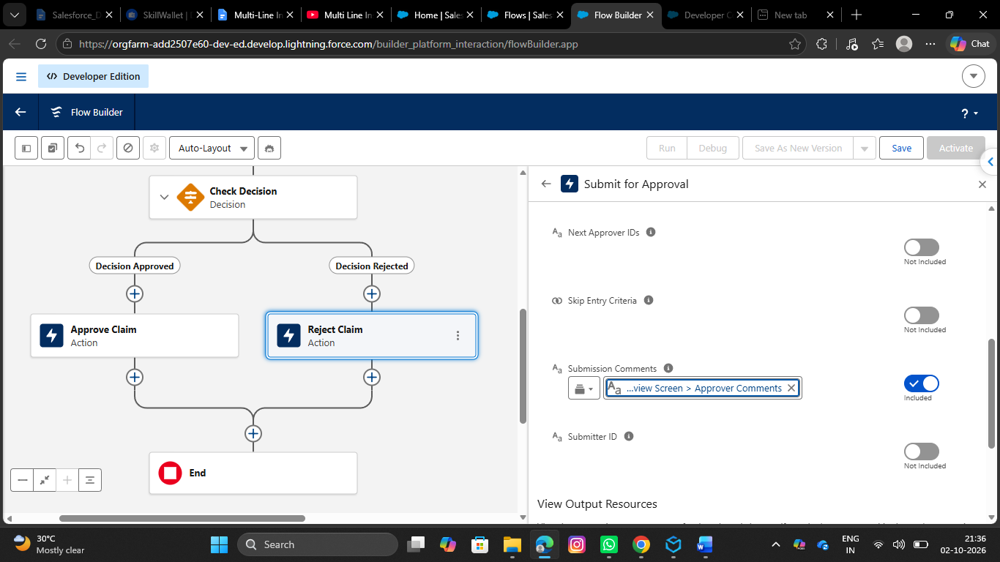 Salesforce_D
SkillWallet | D
Multi-Line In
Multi Line In
Home | Sales
Flows | Sales
Flow Builder
Developer C
New tab
https://orgfarm-add2507e60-dev-ed.develop.lightning.force.com/builder_platform_interaction/flowBuilder.app
Chat
Developer Edition
Flow Builder
?
Auto-Layout
Run
Debug
Save As New Version
Save
Activate
Check Decision
Decision
Decision Approved
Decision Rejected
Approve Claim
Action
Reject Claim
Action
End
Submit for Approval
Aa Next Approver IDs
Not Included
Skip Entry Criteria
Not Included
Aa Submission Comments
Aa ...view Screen > Approver Comments
Included
Aa Submitter ID
Not Included
View Output Resources
30°C
Mostly clear
Search
ENG
IN
21:36
02-10-2026